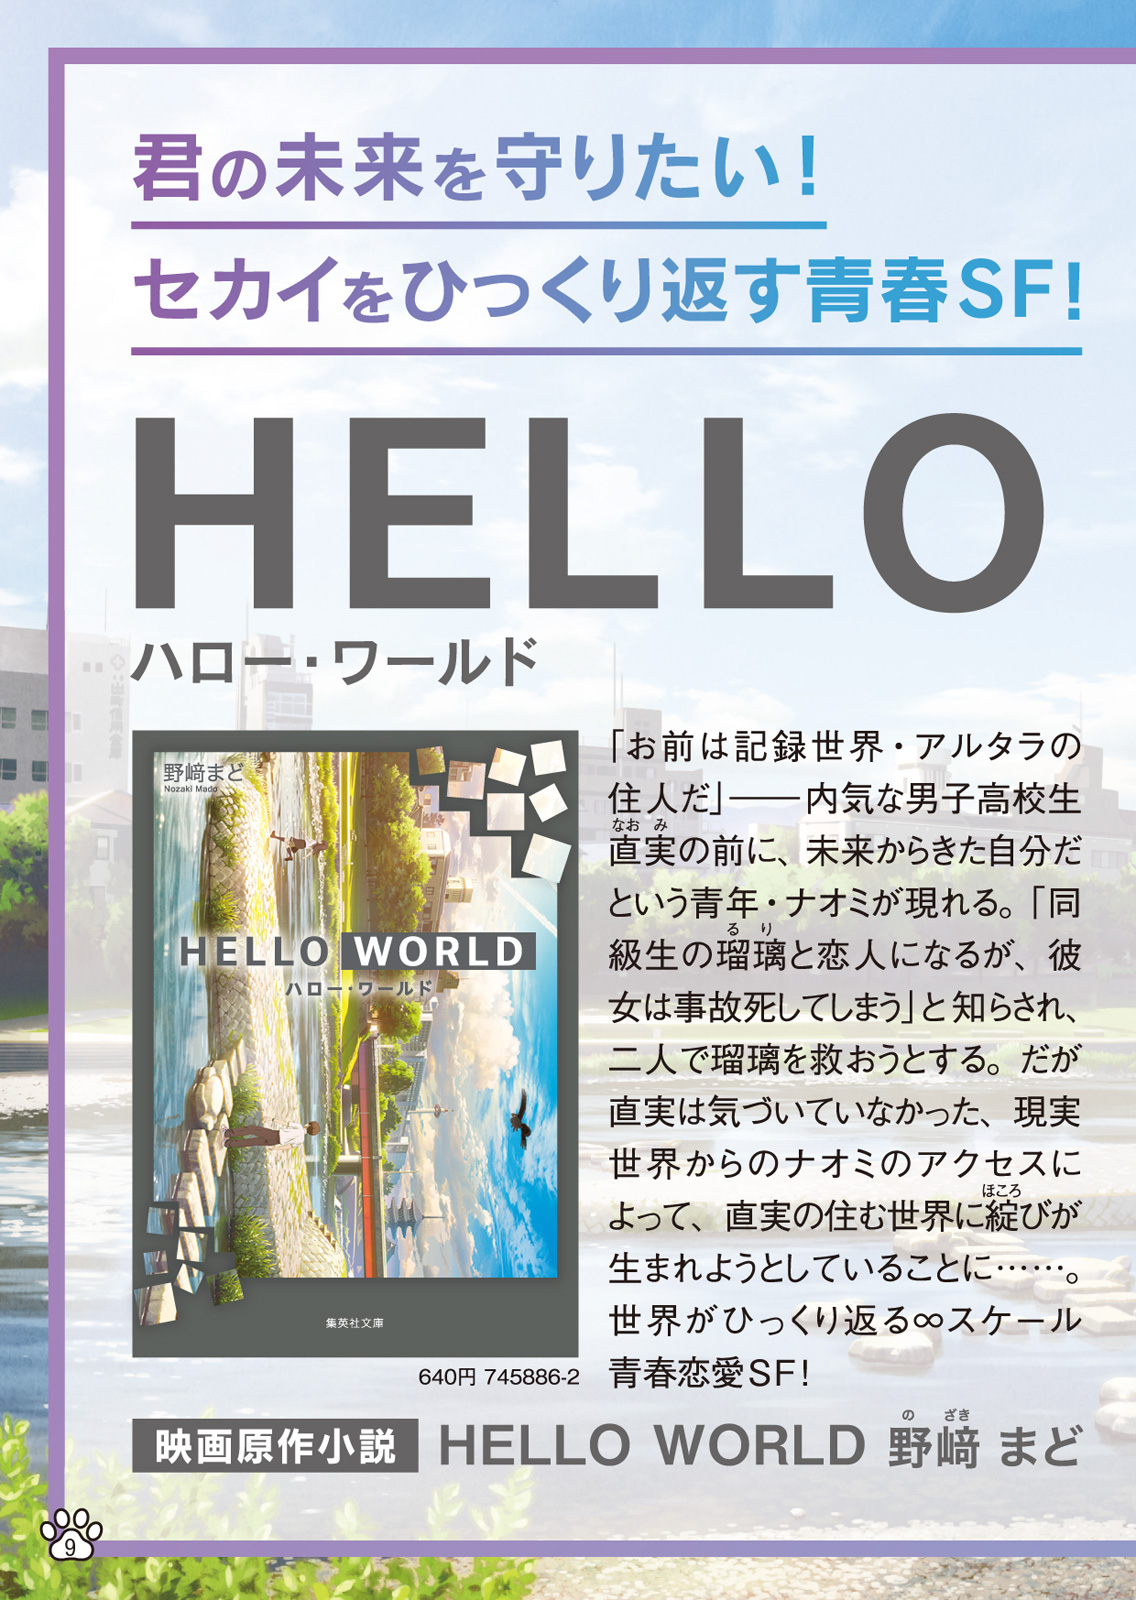 君の未来を守りたい!
セカイをひっくり返す青春SF!
HELLO
ハロー・ワールド
野﨑まど
Nozaki Mado
HELLO WORLD
ハロー・ワールド
集英社文庫
640円 745886-2
「お前は記録世界・アルタラの
住人だ」――内気な男子高校生
なお み
直実の前に、未来からきた自分だ
という青年・ナオミが現れる。「同
る り
級生の瑠璃と恋人になるが、彼
女は事故死してしまう」と知らされ、
二人で瑠璃を救おうとする。だが
直実は気づいていなかった、現実
世界からのナオミのアクセスに
ほころ
よって、直実の住む世界に綻びが
生まれようとしていることに……。
世界がひっくり返る∞スケール
青春恋愛SF!
の ざき
映画原作小説 HELLO WORLD 野﨑 まど
9